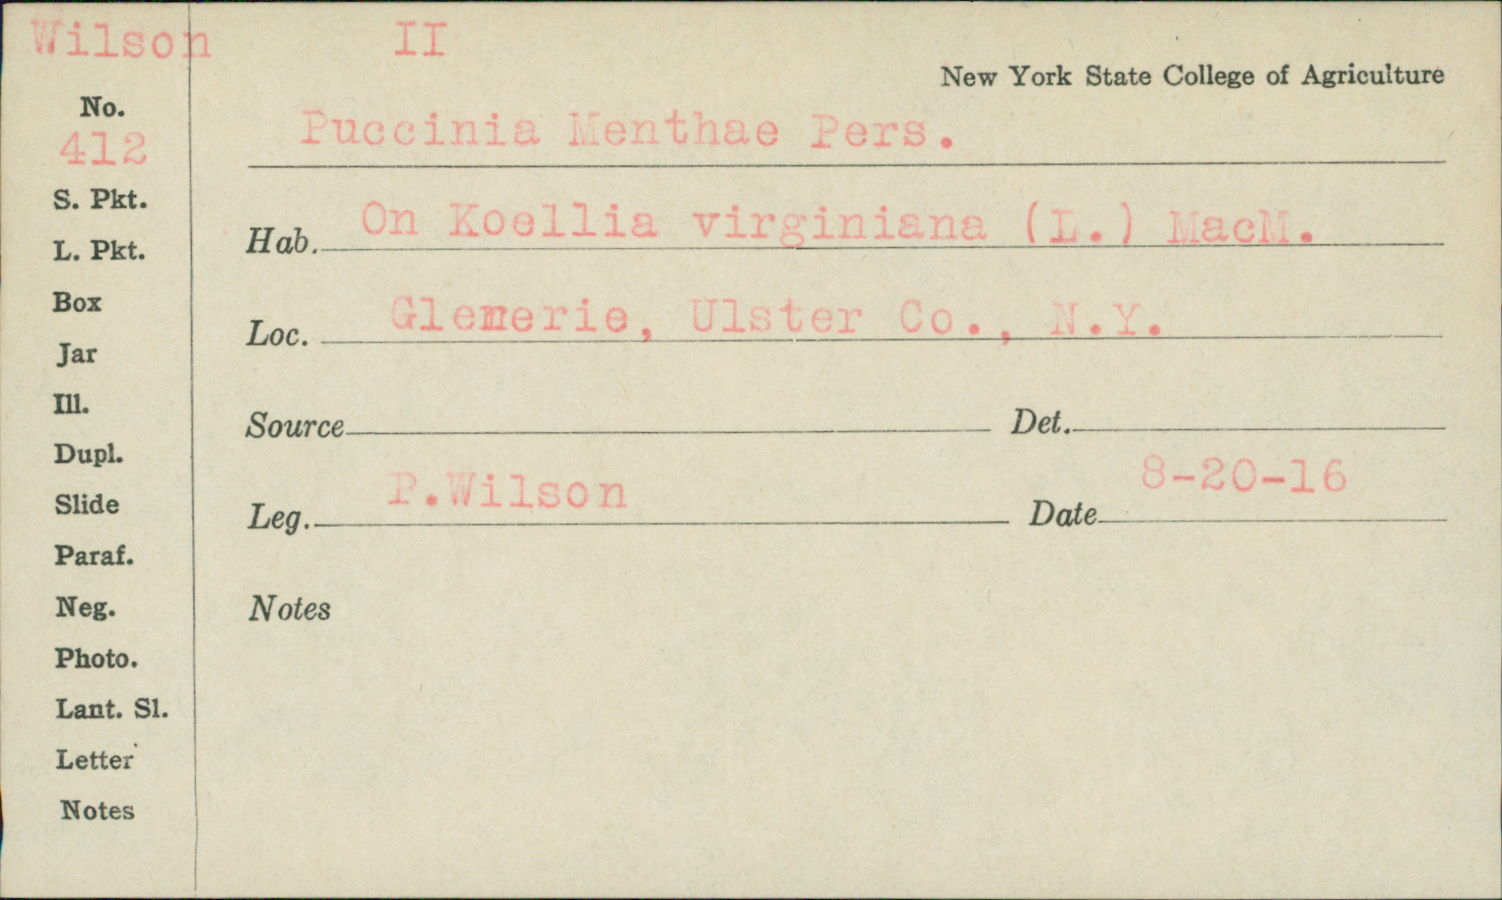 Wilson II
New York State College of Agriculture
No.
412
Puccinia Menthae Pers.
S. Pkt.
Hab. On Koellia virginiana (L.) MacM.
L. Pkt.
Box
Loc. Glenerie, Ulster Co., N.Y.
Jar
Ill.
Source Det.
Dupl.
Slide
Leg. P.Wilson Date 8-20-16
Paraf.
Neg.
Notes
Photo.
Lant. Sl.
Letter
Notes